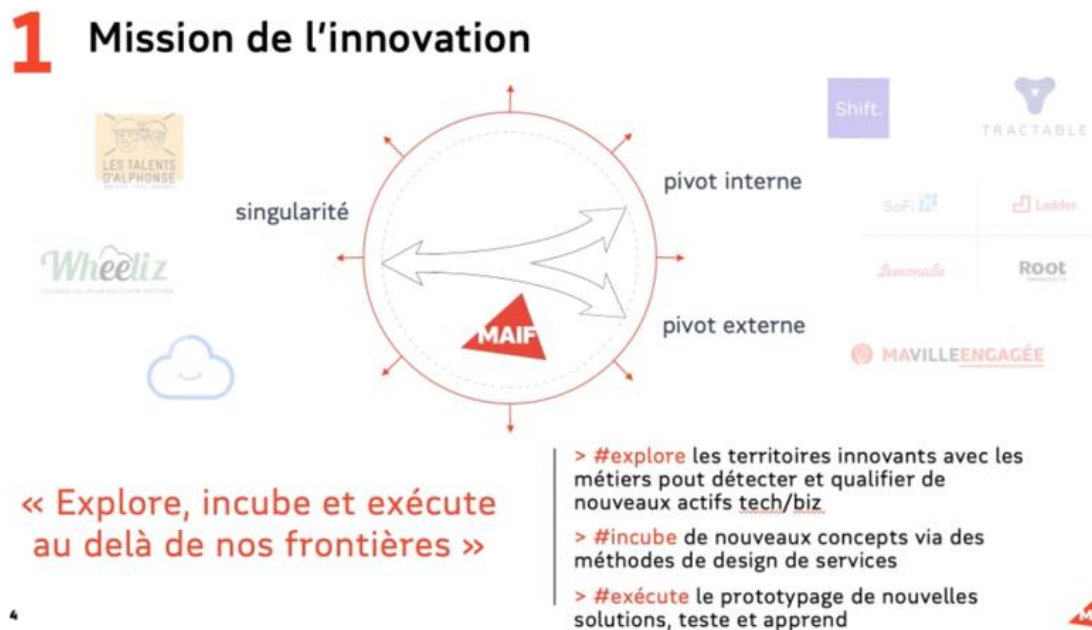 1 Mission de l'innovation
LES TALENTS
D'ALPHONSE
Wheeliz
singularité
MAIF
pivot interne
pivot externe
Shift.
TRACTABLE
SoFi
Ladder
Lemonade
Root
MAVILLEENGAGÉE
« Explore, incube et exécute
au delà de nos frontières »
> #explore les territoires innovants avec les
métiers pout détecter et qualifier de
nouveaux actifs tech/biz
> #incube de nouveaux concepts via des
méthodes de design de services
> #exécute le prototypage de nouvelles
solutions, teste et apprend
4